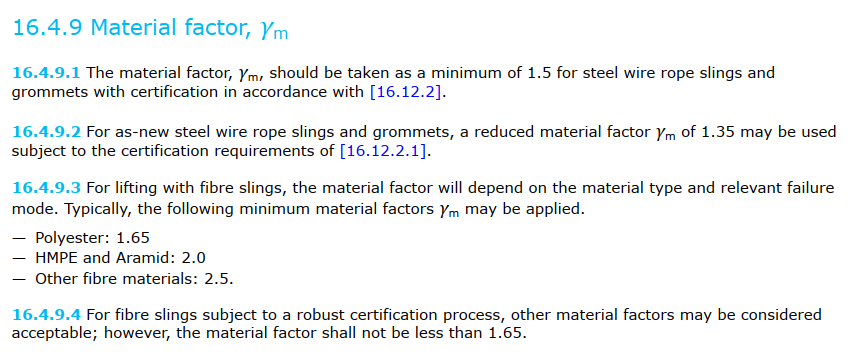 16.4.9 Material factor, γm
16.4.9.1 The material factor, γm, should be taken as a minimum of 1.5 for steel wire rope slings and
grommets with certification in accordance with [16.12.2].
16.4.9.2 For as-new steel wire rope slings and grommets, a reduced material factor γm of 1.35 may be used
subject to the certification requirements of [16.12.2.1].
16.4.9.3 For lifting with fibre slings, the material factor will depend on the material type and relevant failure
mode. Typically, the following minimum material factors γm may be applied.
— Polyester: 1.65
— HMPE and Aramid: 2.0
— Other fibre materials: 2.5.
16.4.9.4 For fibre slings subject to a robust certification process, other material factors may be considered
acceptable; however, the material factor shall not be less than 1.65.